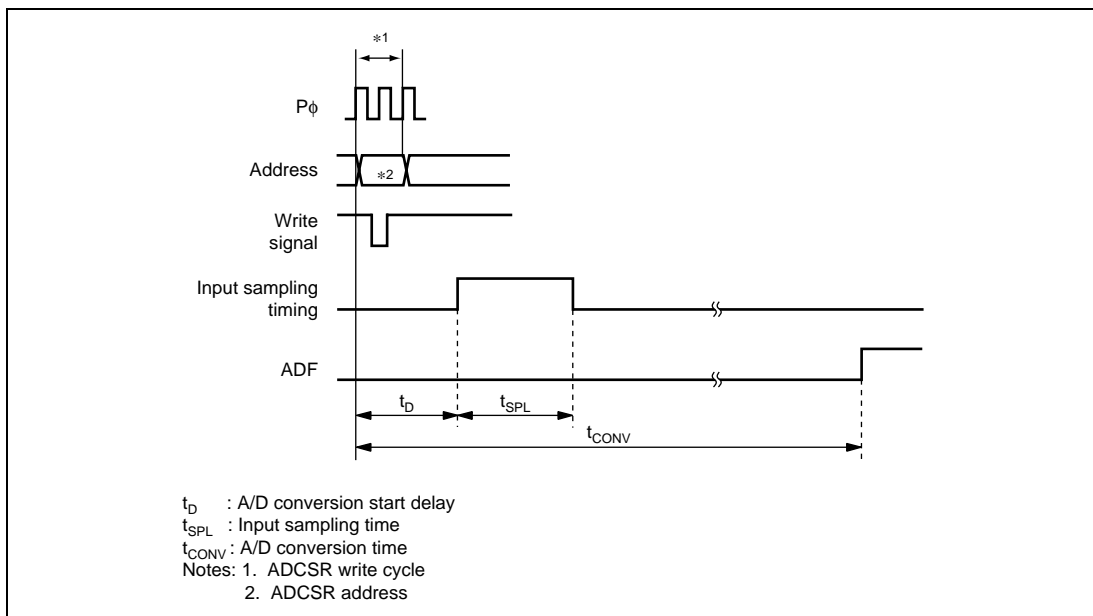 *1
Pϕ
Address
*2
Write
signal
Input sampling
timing
ADF
tD
tSPL
tCONV
tD : A/D conversion start delay
tSPL : Input sampling time
tCONV : A/D conversion time
Notes: 1. ADCSR write cycle
2. ADCSR address